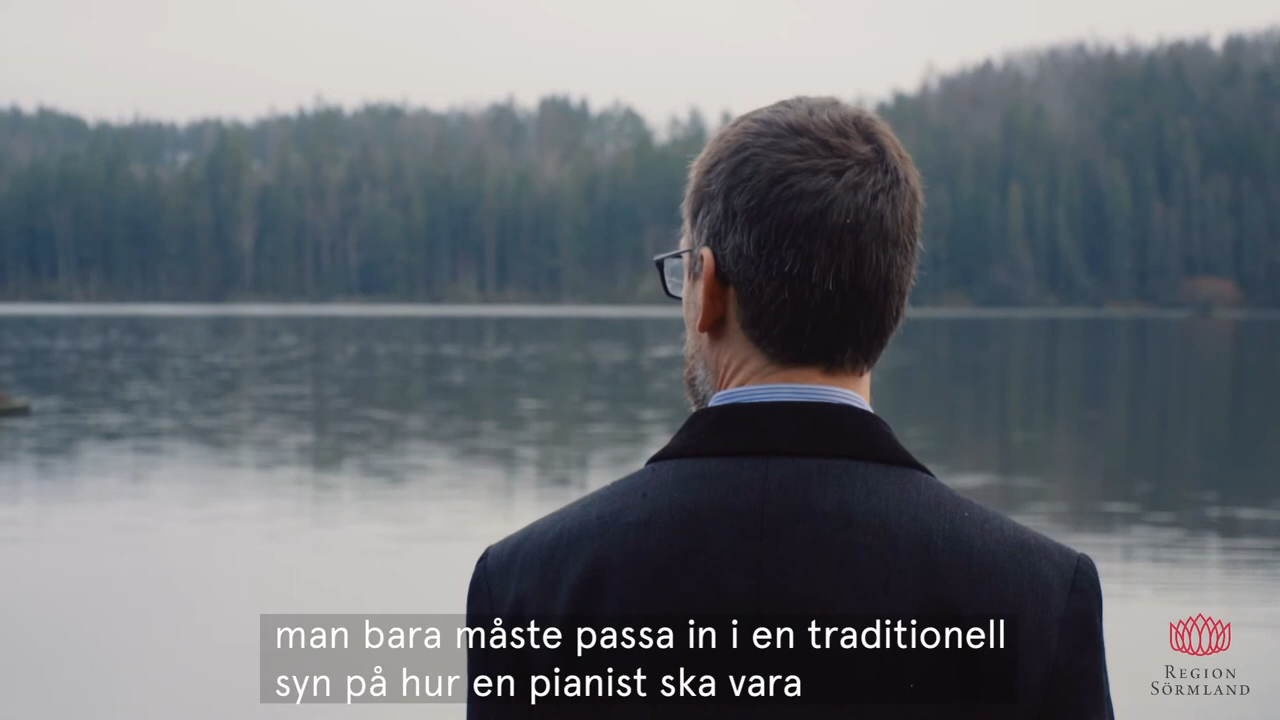 man bara måste passa in i en traditionell
syn på hur en pianist ska vara
REGION
SÖRMLAND